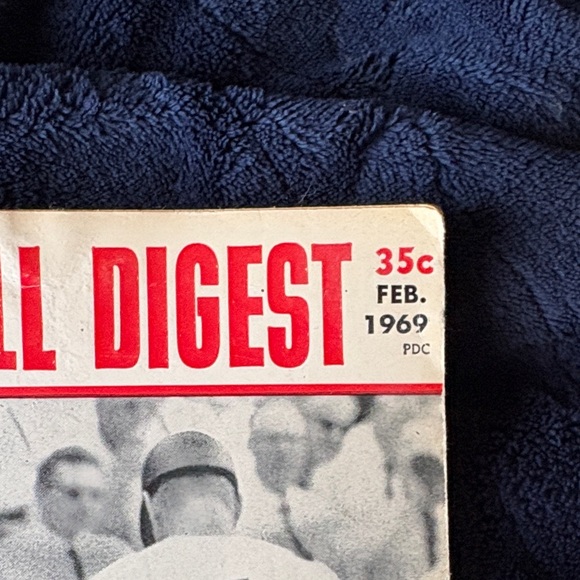 LL DIGEST
35c
FEB.
1969
PDC